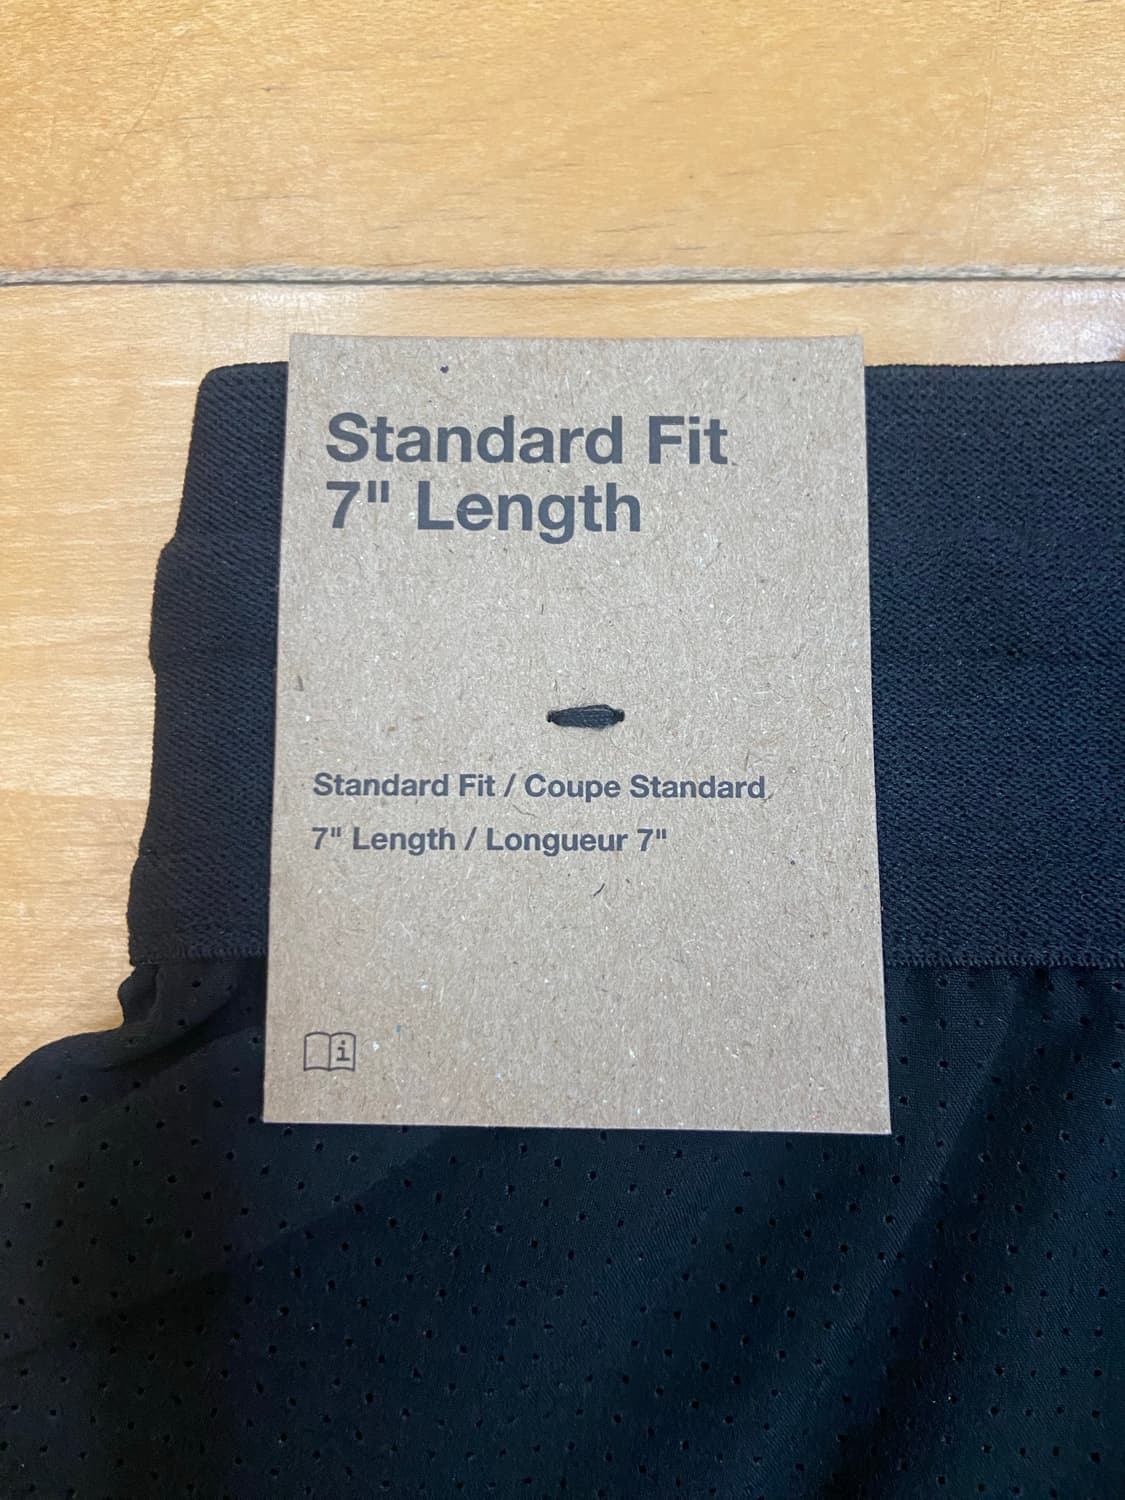 Standard Fit
7" Length
Standard Fit / Coupe Standard
7" Length / Longueur 7"
i